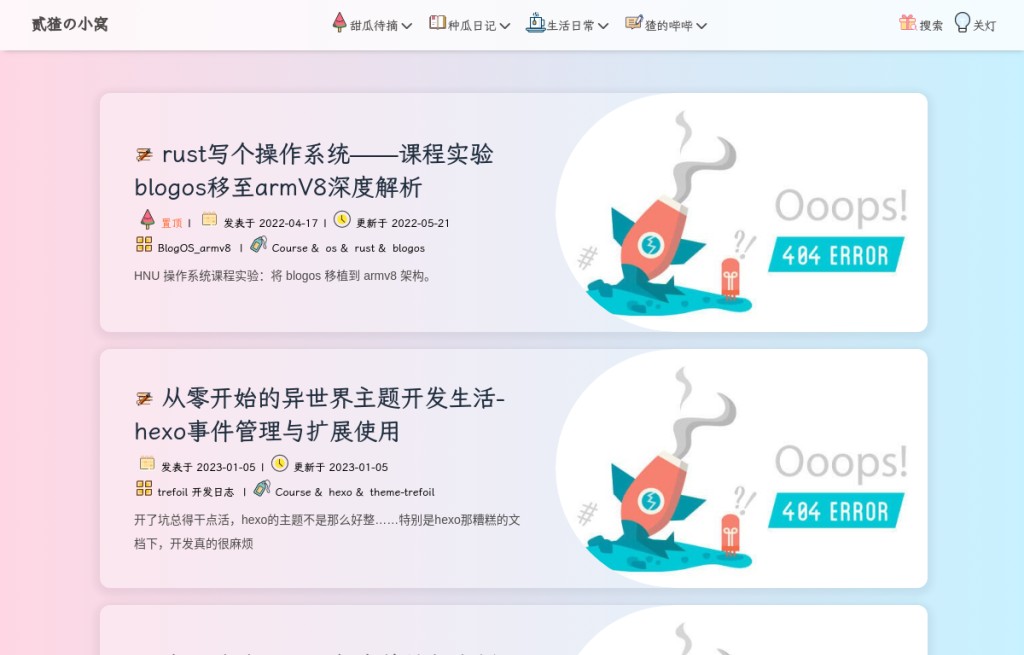 贰猹の小窝
甜瓜待摘 种瓜日记 生活日常 猹的哔哔
搜索 关灯
rust写个操作系统——课程实验
blogos移至armV8深度解析
置顶 | 发表于 2022-04-17 | 更新于 2022-05-21
BlogOS_armv8 | Course & os & rust & blogos
HNU 操作系统课程实验：将 blogos 移植到 armv8 架构。
Ooops!
404 ERROR
从零开始的异世界主题开发生活-
hexo事件管理与扩展使用
发表于 2023-01-05 | 更新于 2023-01-05
trefoil 开发日志 | Course & hexo & theme-trefoil
开了坑总得干点活，hexo的主题不是那么好整……特别是hexo那糟糕的文
档下，开发真的很麻烦
Ooops!
404 ERROR